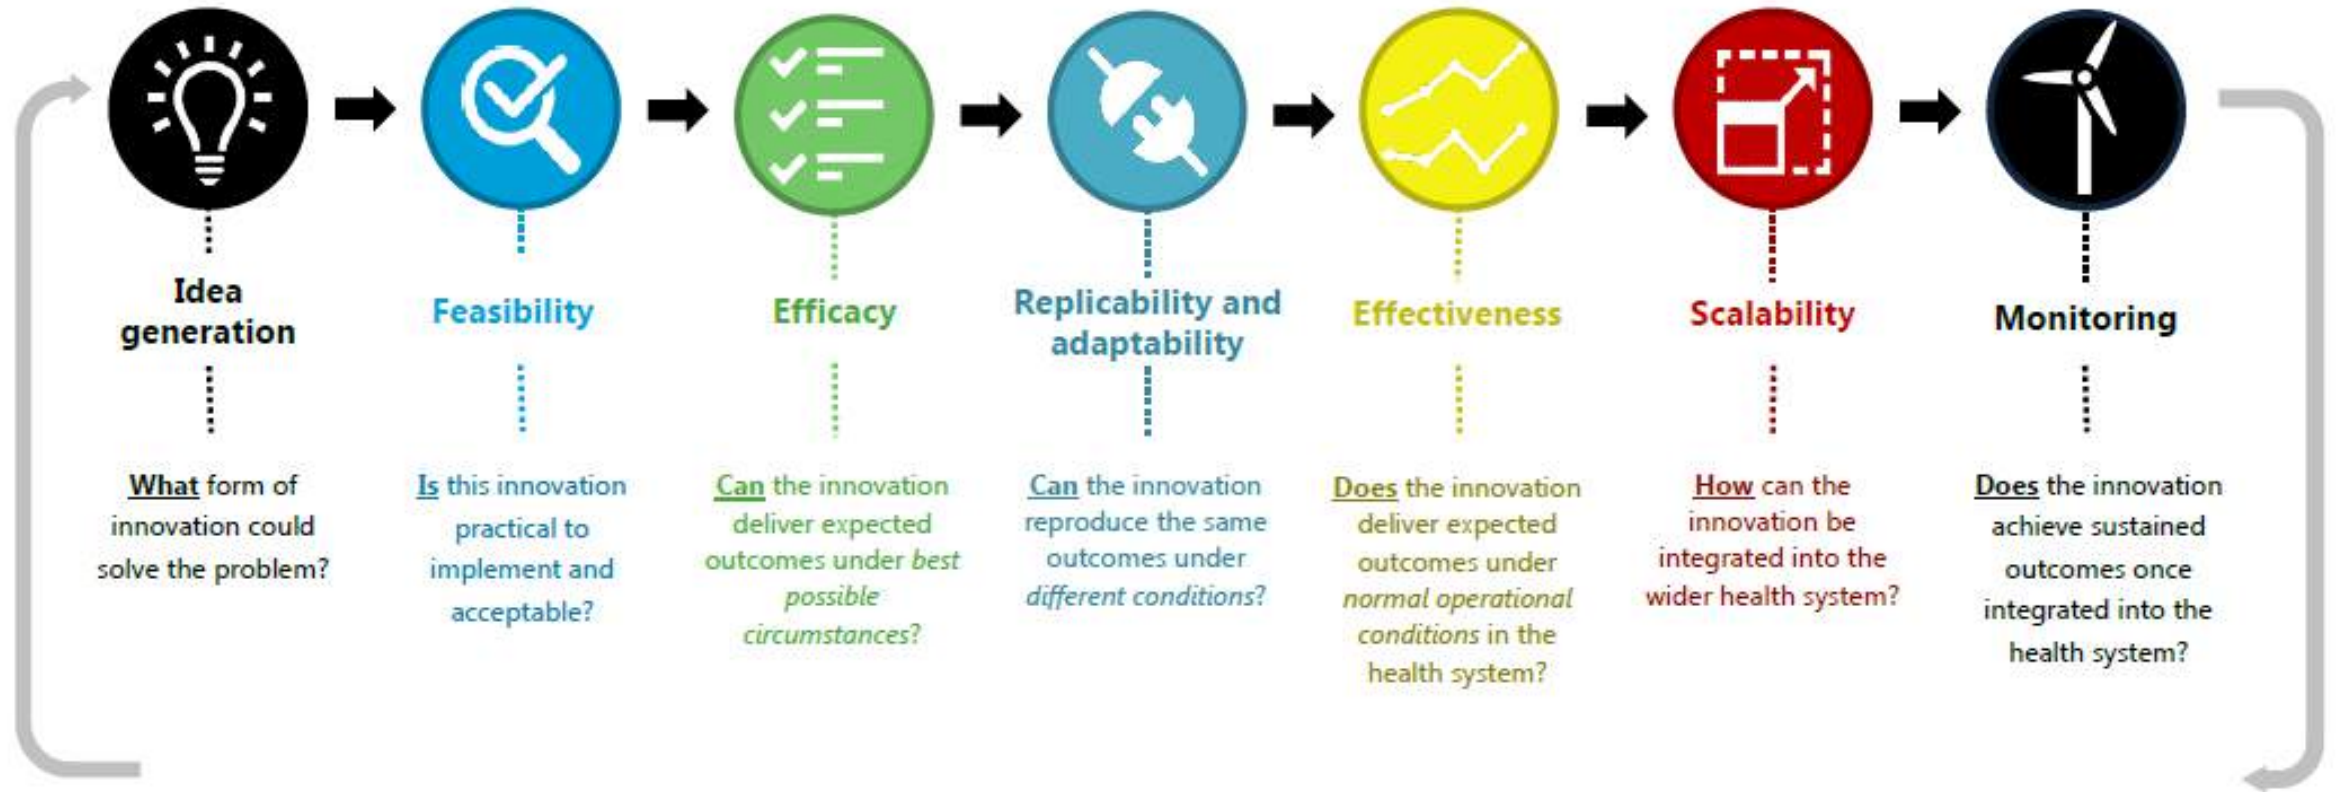 Idea
generation
Feasibility
Efficacy
Replicability and
adaptability
Effectiveness
Scalability
Monitoring
What form of
innovation could
solve the problem?
Is this innovation
practical to
implement and
acceptable?
Can the innovation
deliver expected
outcomes under best
possible
circumstances?
Can the innovation
reproduce the same
outcomes under
different conditions?
Does the innovation
deliver expected
outcomes under
normal operational
conditions in the
health system?
How can the
innovation be
integrated into the
wider health system?
Does the innovation
achieve sustained
outcomes once
integrated into the
health system?